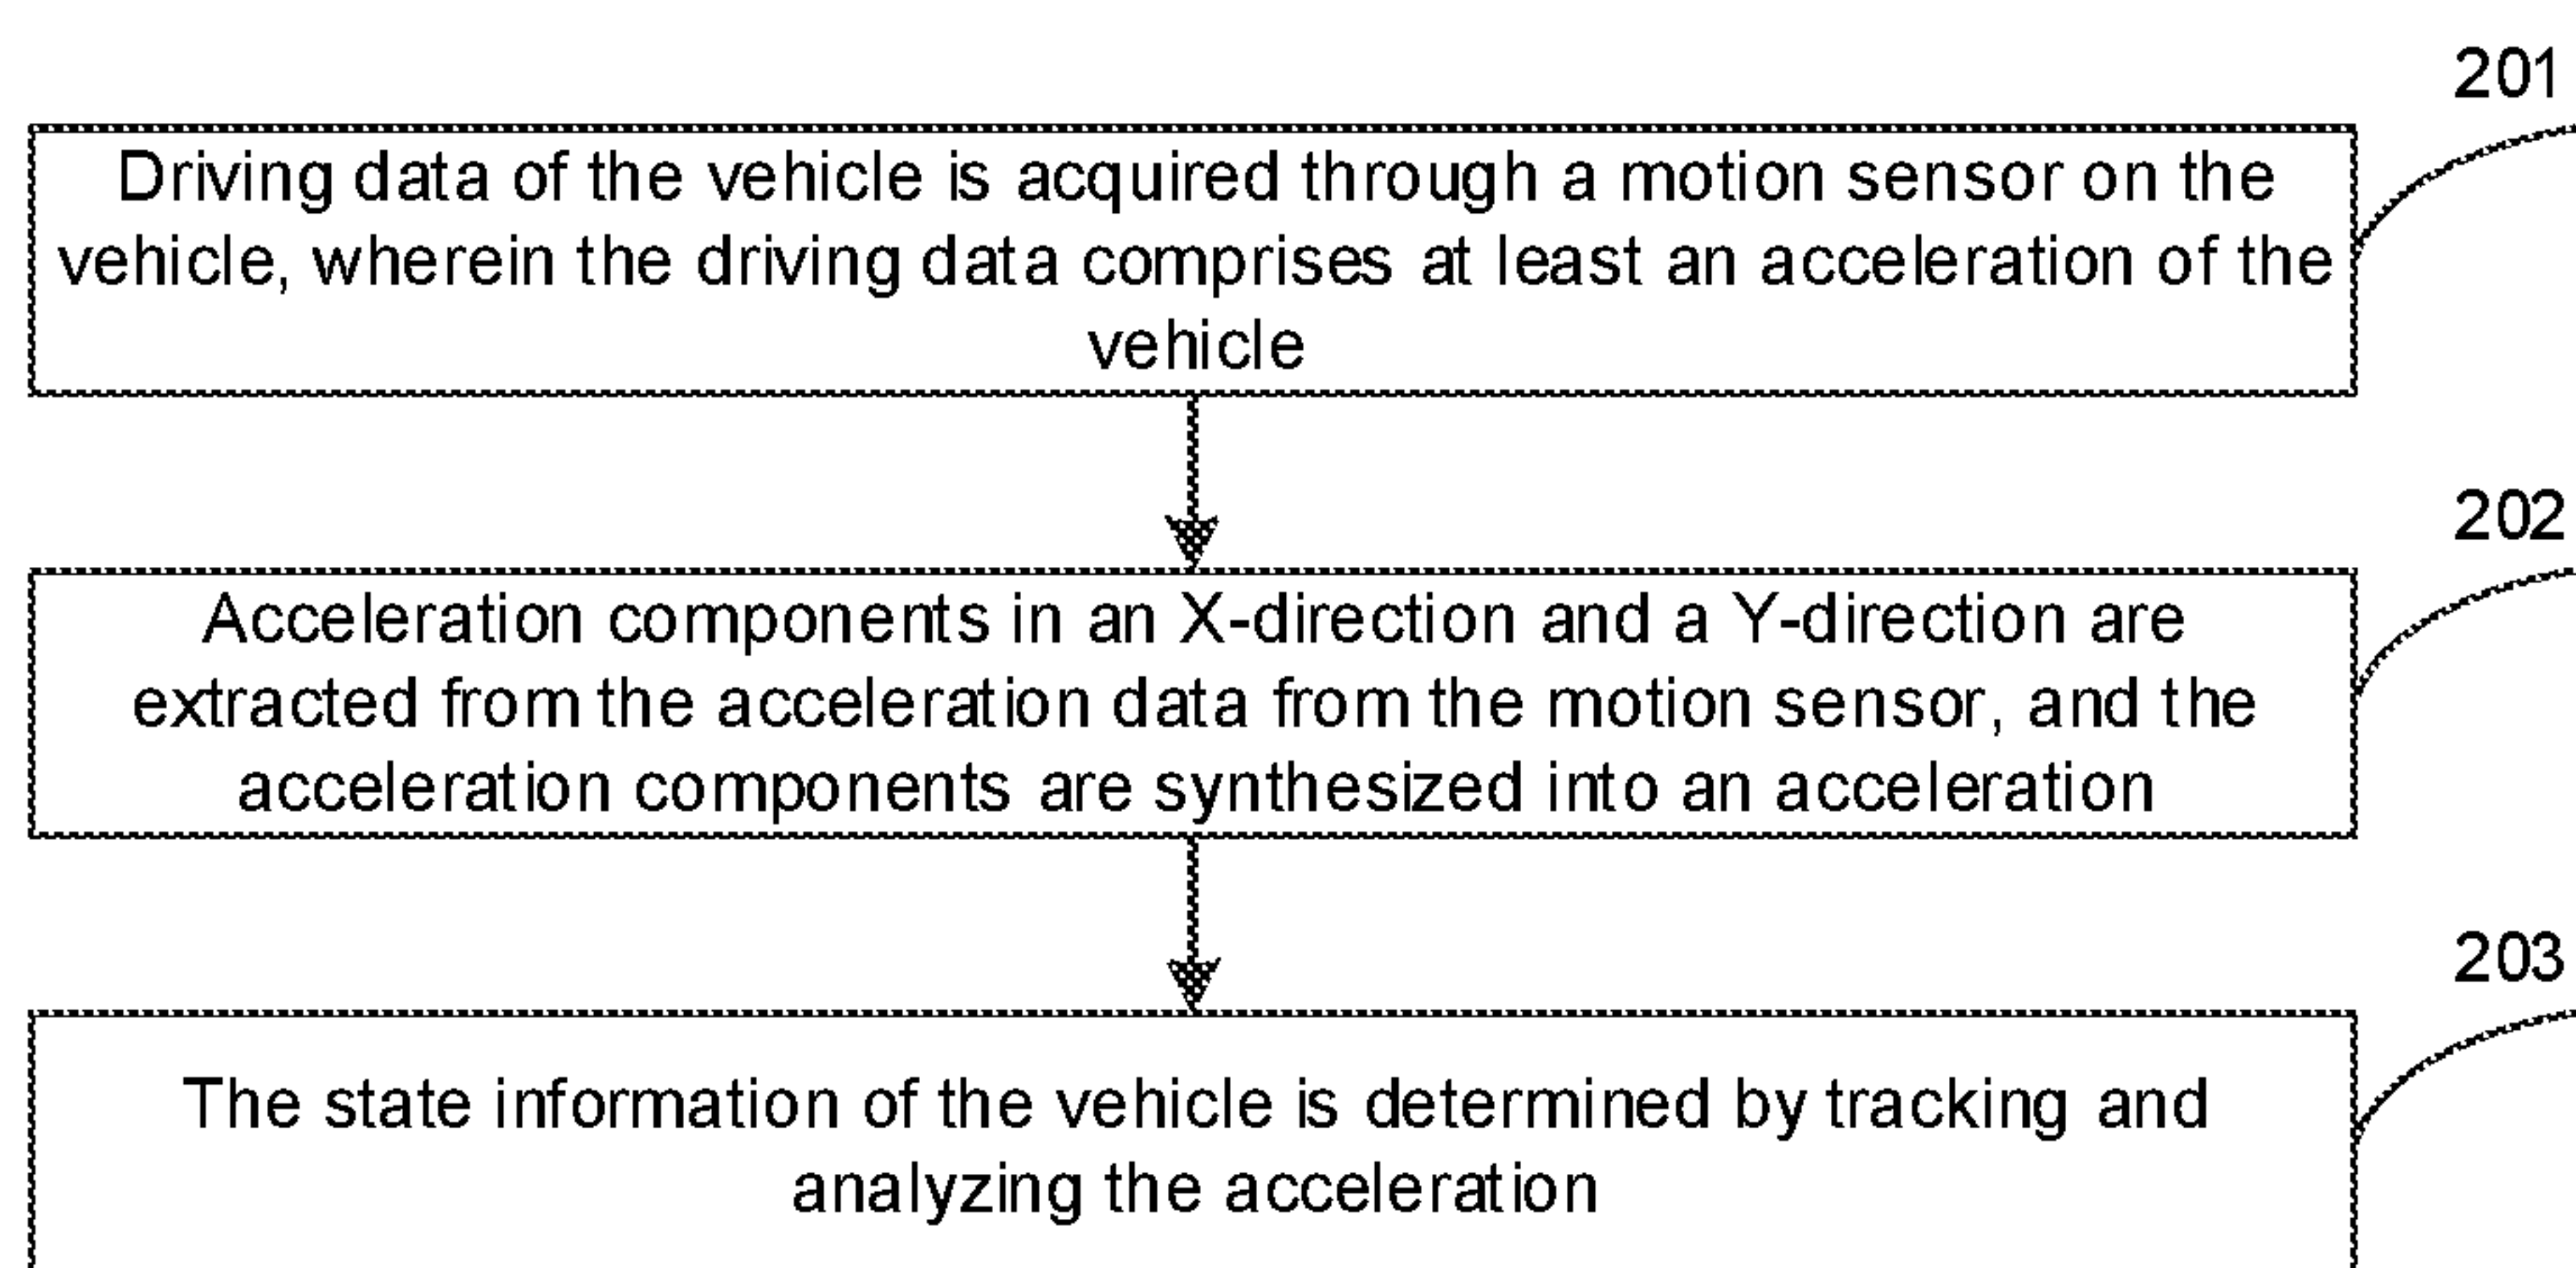 201
Driving data of the vehicle is acquired through a motion sensor on the
vehicle, wherein the driving data comprises at least an acceleration of the
vehicle
202
Acceleration components in an X-direction and a Y-direction are
extracted from the acceleration data from the motion sensor, and the
acceleration components are synthesized into an acceleration
203
The state information of the vehicle is determined by tracking and
analyzing the acceleration